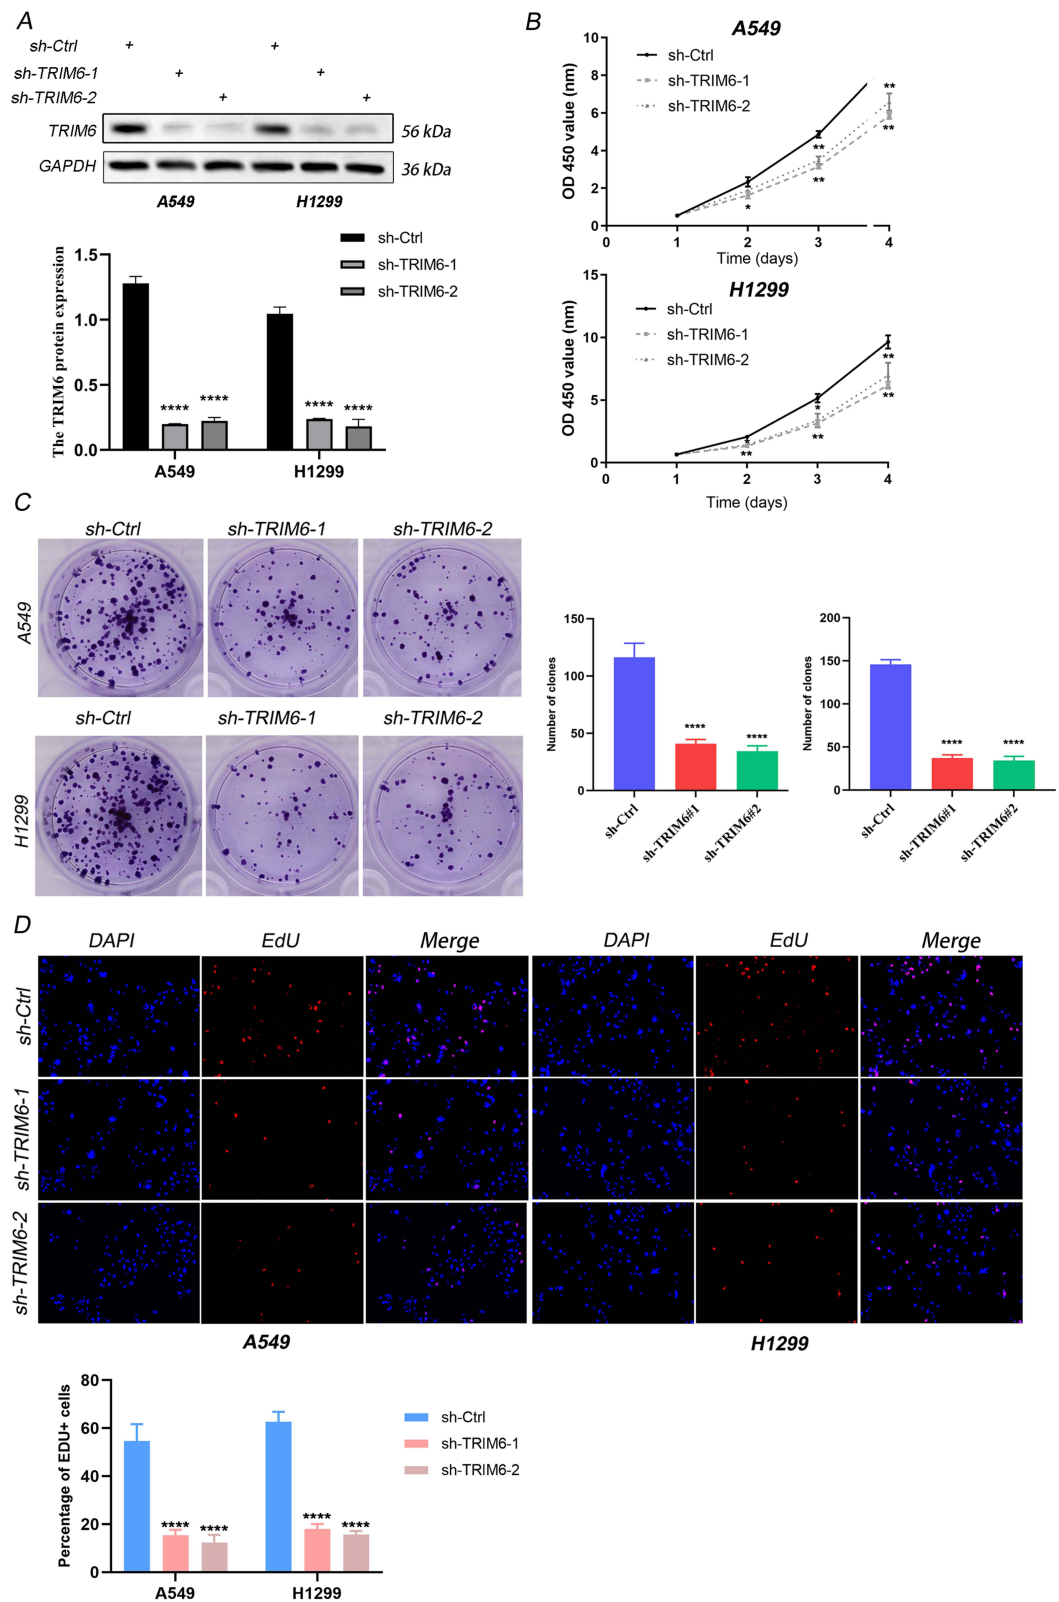 A
sh-Ctrl + +
sh-TRIM6-1 + +
sh-TRIM6-2 + +
TRIM6 56 kDa
GAPDH 36 kDa
A549 H1299
sh-Ctrl
sh-TRIM6-1
sh-TRIM6-2
The TRIM6 protein expression
1.5
1.0
0.5
0.0
**** **** **** ****
A549 H1299
B
A549
OD 450 value (nm)
10
8
6
4
2
0
sh-Ctrl
sh-TRIM6-1
sh-TRIM6-2
* ** ** ** **
0 1 2 3 4
Time (days)
H1299
OD 450 value (nm)
15
10
5
0
sh-Ctrl
sh-TRIM6-1
sh-TRIM6-2
* ** * ** ** **
0 1 2 3 4
Time (days)
C
sh-Ctrl sh-TRIM6-1 sh-TRIM6-2
A549
sh-Ctrl sh-TRIM6-1 sh-TRIM6-2
H1299
Number of clones
150
100
50
0
**** ****
sh-Ctrl sh-TRIM6#1 sh-TRIM6#2
Number of clones
200
150
100
50
0
**** ****
sh-Ctrl sh-TRIM6#1 sh-TRIM6#2
D
DAPI EdU Merge DAPI EdU Merge
sh-Ctrl
sh-TRIM6-1
sh-TRIM6-2
A549 H1299
Percentage of EDU+ cells
80
60
40
20
0
**** **** **** ****
A549 H1299
sh-Ctrl
sh-TRIM6-1
sh-TRIM6-2